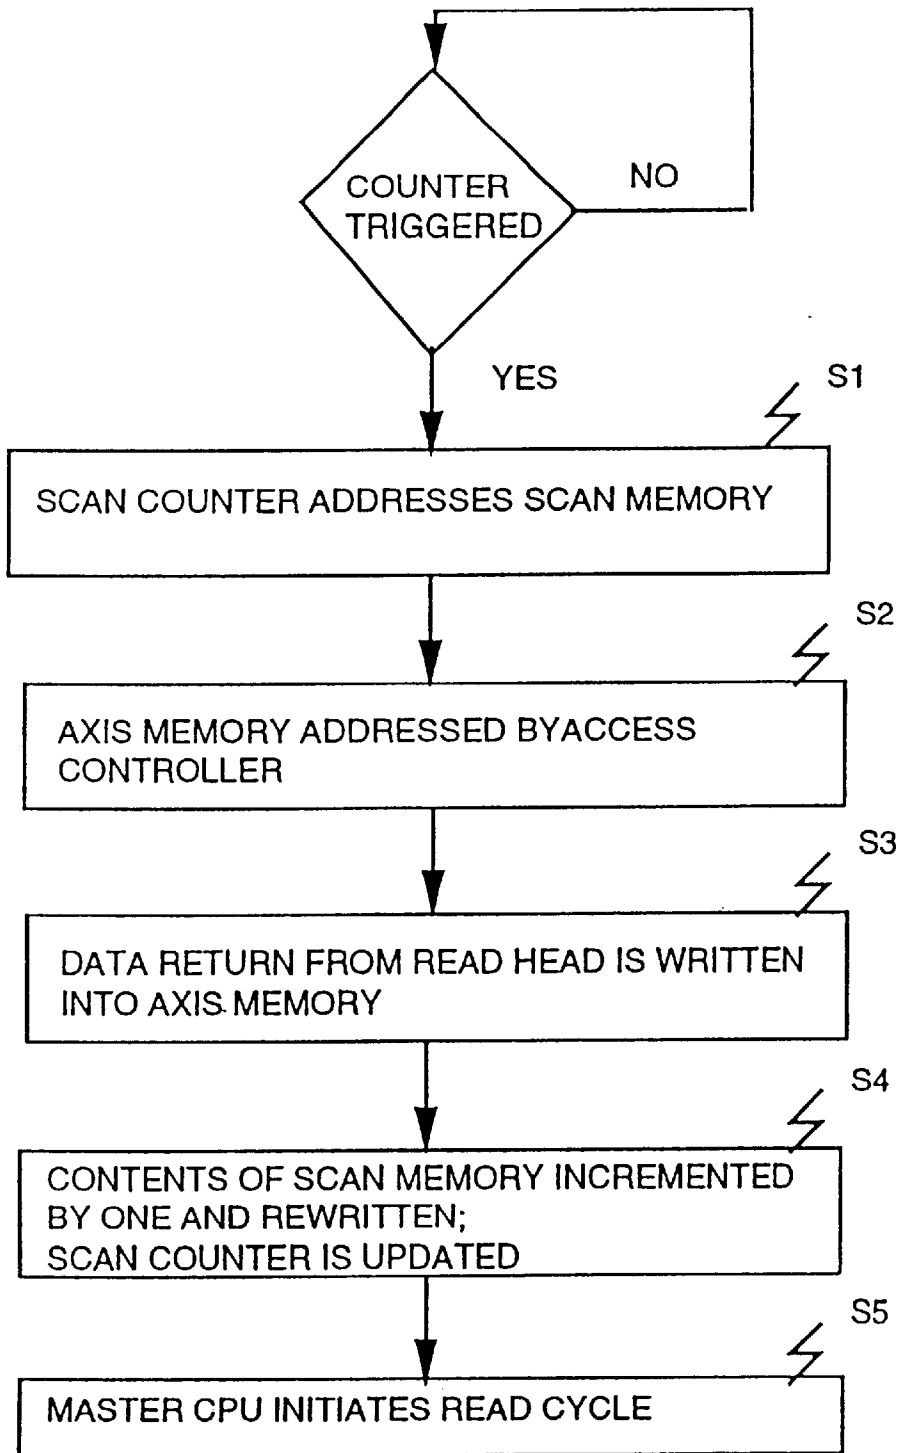 COUNTER
TRIGGERED
NO
YES
S1
SCAN COUNTER ADDRESSES SCAN MEMORY
S2
AXIS MEMORY ADDRESSED BYACCESS
CONTROLLER
S3
DATA RETURN FROM READ HEAD IS WRITTEN
INTO AXIS MEMORY
S4
CONTENTS OF SCAN MEMORY INCREMENTED
BY ONE AND REWRITTEN;
SCAN COUNTER IS UPDATED
S5
MASTER CPU INITIATES READ CYCLE